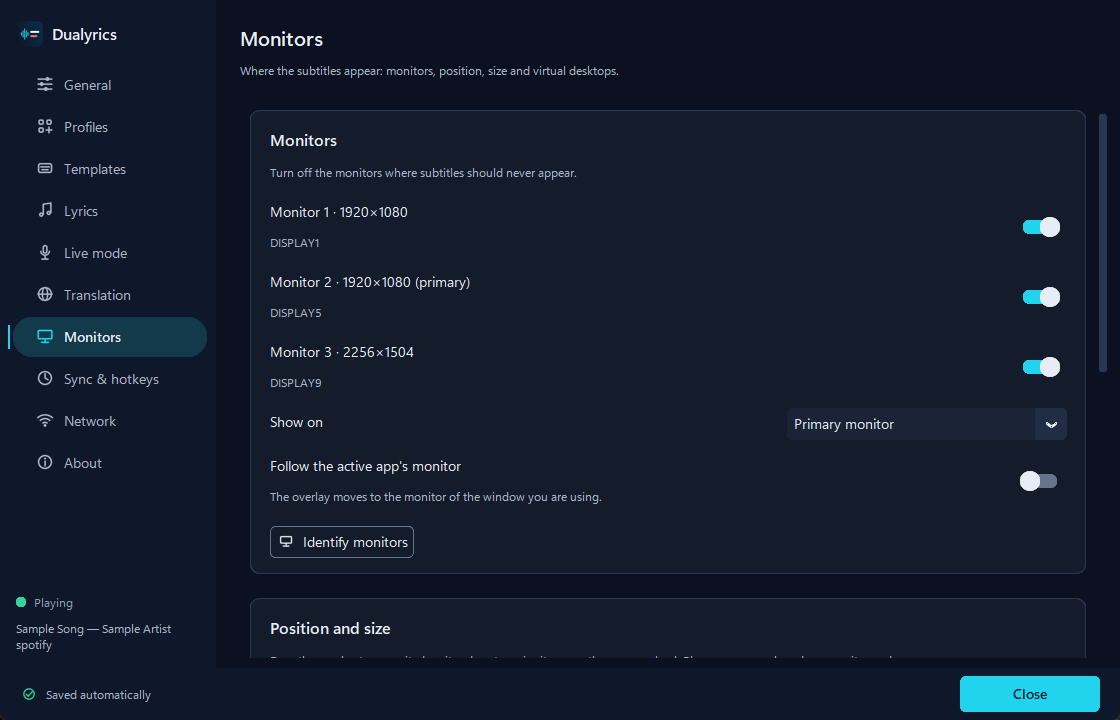 Dualyrics
General
Profiles
Templates
Lyrics
Live mode
Translation
Monitors
Sync & hotkeys
Network
About
Playing
Sample Song — Sample Artist
spotify
Saved automatically
Monitors
Where the subtitles appear: monitors, position, size and virtual desktops.
Monitors
Turn off the monitors where subtitles should never appear.
Monitor 1 · 1920×1080
DISPLAY1
Monitor 2 · 1920×1080 (primary)
DISPLAY5
Monitor 3 · 2256×1504
DISPLAY9
Show on
Primary monitor
Follow the active app's monitor
The overlay moves to the monitor of the window you are using.
Identify monitors
Position and size
Close